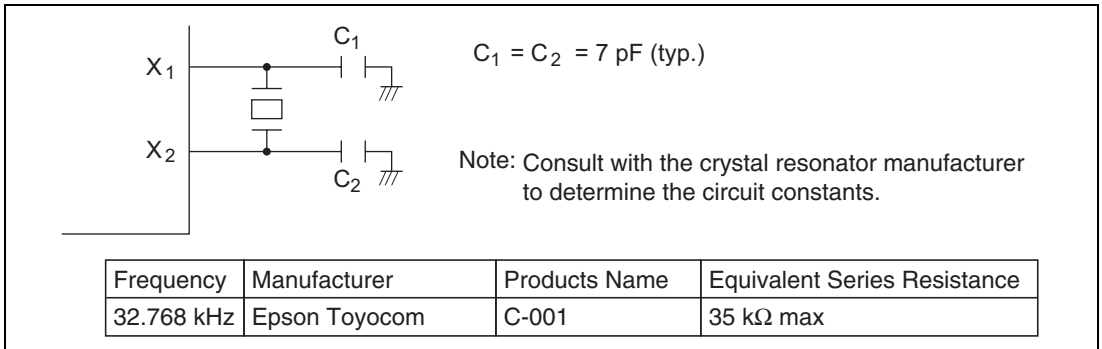 C1
X1
C1 = C2 = 7 pF (typ.)
X2
C2
Note: Consult with the crystal resonator manufacturer
to determine the circuit constants.
Frequency Manufacturer Products Name Equivalent Series Resistance
32.768 kHz Epson Toyocom C-001 35 kΩ max